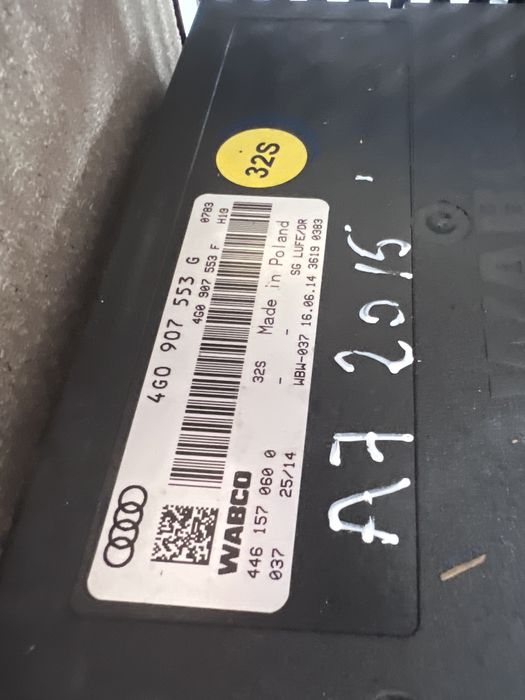 32S
4G0 907 553 G
0783
4G0 907 553 F H19
WABCO
446 157 060 0
32S Made in Poland
037 25/14 - - SG LUFE/DR
WBW-037 16.06.14 3619 0383
A7 2015